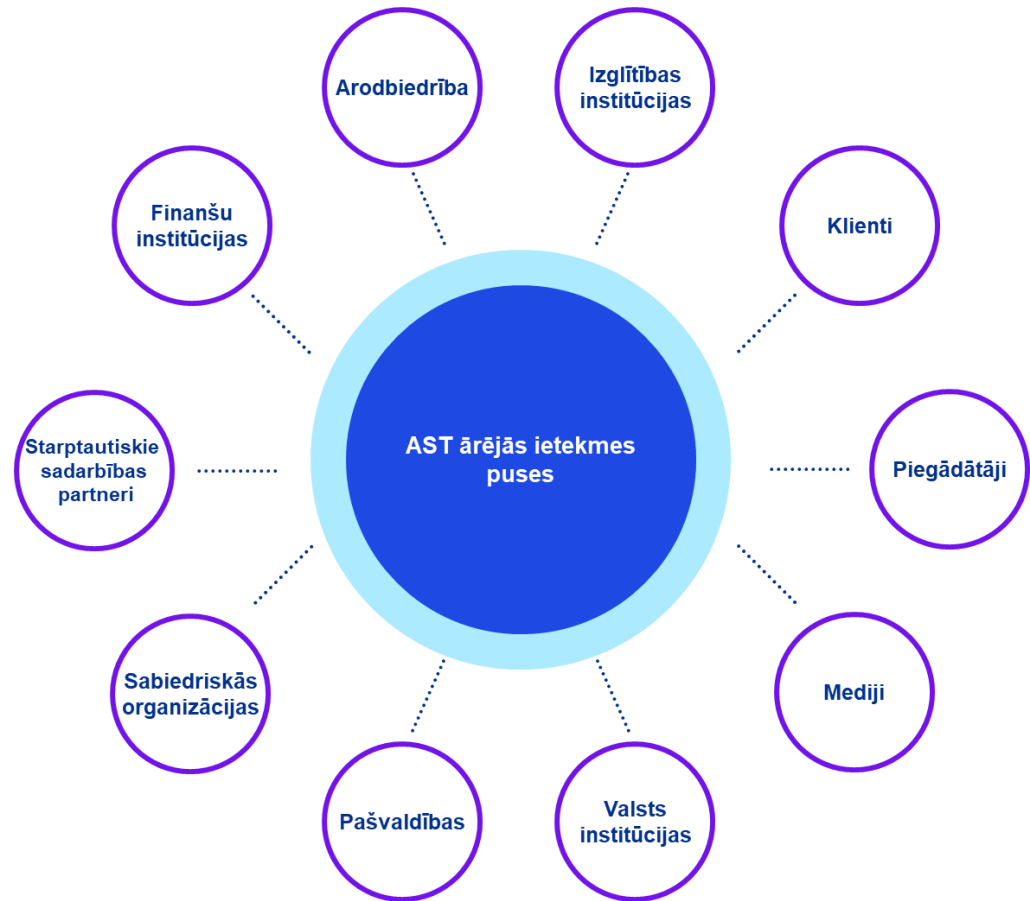 Arodbiedrība
Izglītības
institūcijas
Finanšu
institūcijas
Klienti
AST ārējās ietekmes
puses
Starptautiskie
sadarbības
partneri
Piegādātāji
Sabiedriskās
organizācijas
Mediji
Pašvaldības
Valsts
institūcijas